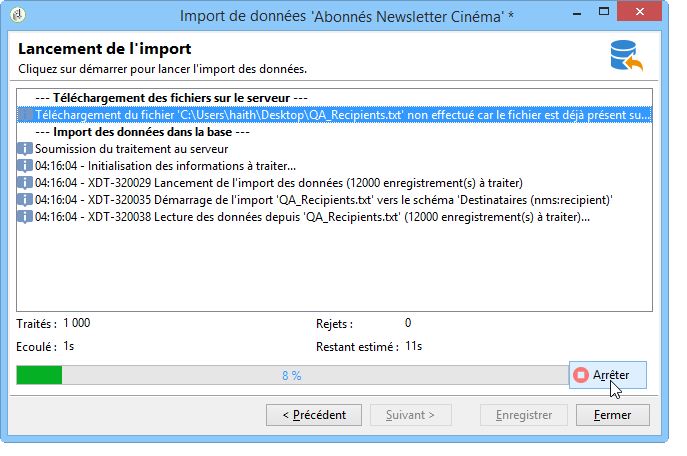 Import de données 'Abonnés Newsletter Cinéma' *
Lancement de l'import
Cliquez sur démarrer pour lancer l'import des données.
--- Téléchargement des fichiers sur le serveur ---
Téléchargement du fichier 'C:\Users\haith\Desktop\QA_Recipients.txt' non effectué car le fichier est déjà présent su...
--- Import des données dans la base ---
Soumission du traitement au serveur
04:16:04 - Initialisation des informations à traiter...
04:16:04 - XDT-320029 Lancement de l'import des données (12000 enregistrement(s) à traiter)
04:16:04 - XDT-320035 Démarrage de l'import 'QA_Recipients.txt' vers le schéma 'Destinataires (nms:recipient)'
04:16:04 - XDT-320038 Lecture des données depuis 'QA_Recipients.txt' (12000 enregistrement(s) à traiter)...
Traités : 1 000 Rejets : 0
Ecoulé : 1s Restant estimé : 11s
8 % Arrêter
< Précédent Suivant > Enregistrer Fermer